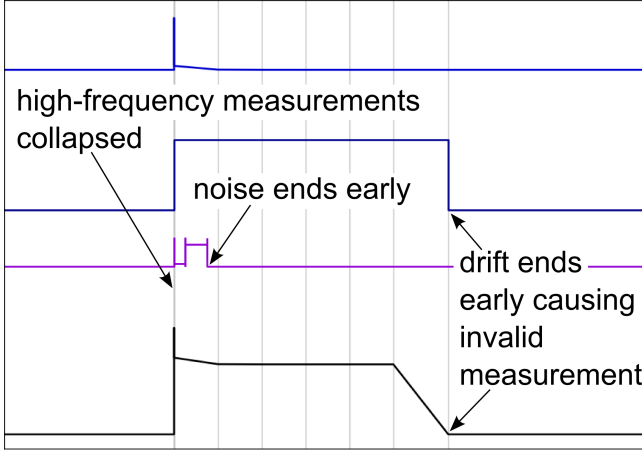 high-frequency measurements
collapsed
noise ends early
drift ends
early causing
invalid
measurement